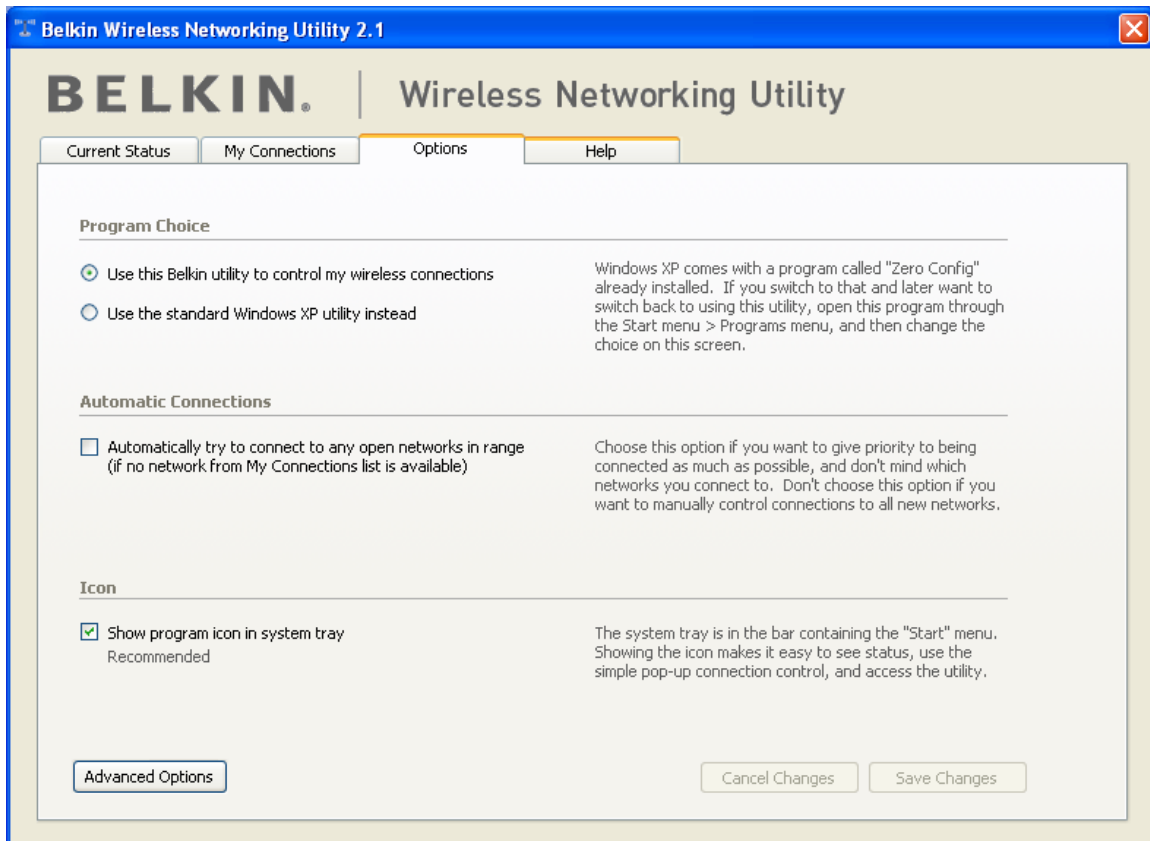 Belkin Wireless Networking Utility 2.1
BELKIN. Wireless Networking Utility
Current Status My Connections Options Help
Program Choice
Use this Belkin utility to control my wireless connections
Use the standard Windows XP utility instead
Windows XP comes with a program called "Zero Config"
already installed. If you switch to that and later want to
switch back to using this utility, open this program through
the Start menu > Programs menu, and then change the
choice on this screen.
Automatic Connections
Automatically try to connect to any open networks in range
(if no network from My Connections list is available)
Choose this option if you want to give priority to being
connected as much as possible, and don't mind which
networks you connect to. Don't choose this option if you
want to manually control connections to all new networks.
Icon
Show program icon in system tray
Recommended
The system tray is in the bar containing the "Start" menu.
Showing the icon makes it easy to see status, use the
simple pop-up connection control, and access the utility.
Advanced Options Cancel Changes Save Changes